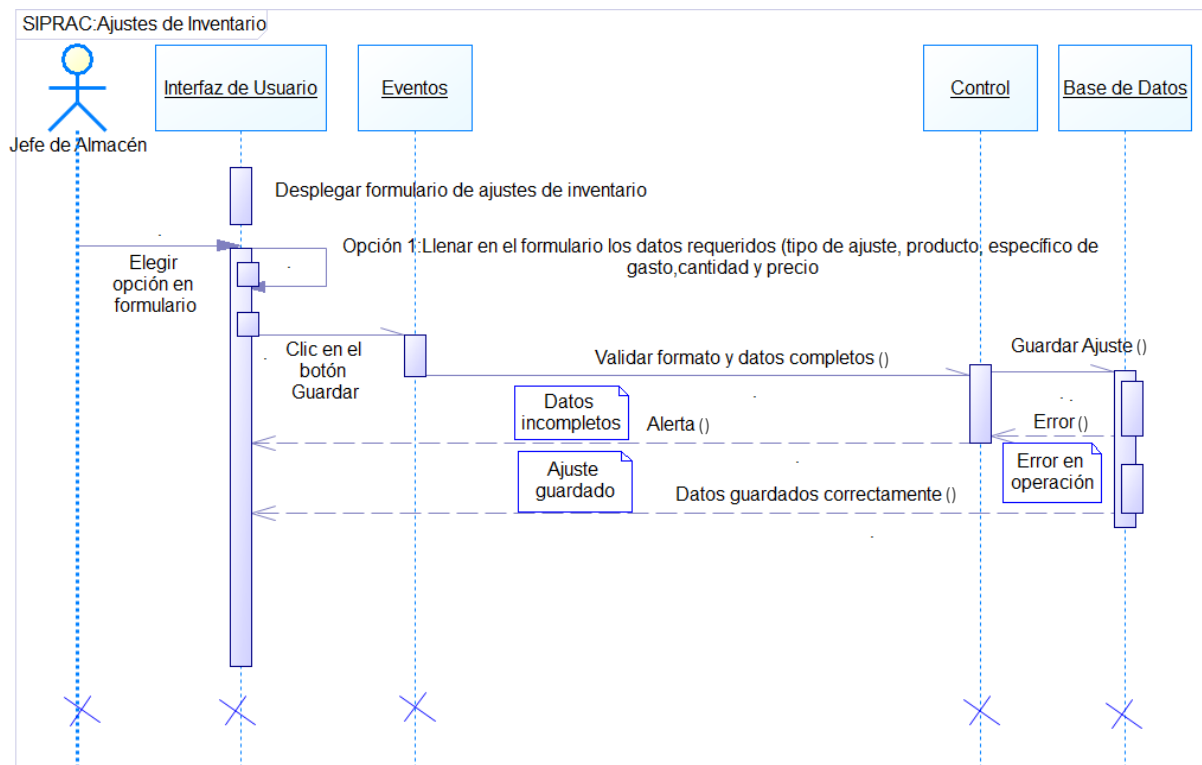 SIPRAC:Ajustes de Inventario
Jefe de Almacén
Interfaz de Usuario
Eventos
Control
Base de Datos
Desplegar formulario de ajustes de inventario
Elegir
opción en
formulario
Opción 1:Llenar en el formulario los datos requeridos (tipo de ajuste, producto, específico de
gasto,cantidad y precio
Clic en el
botón
Guardar
Validar formato y datos completos ()
Guardar Ajuste ()
Datos
incompletos
Alerta ()
Error ()
Error en
operación
Ajuste
guardado
Datos guardados correctamente ()